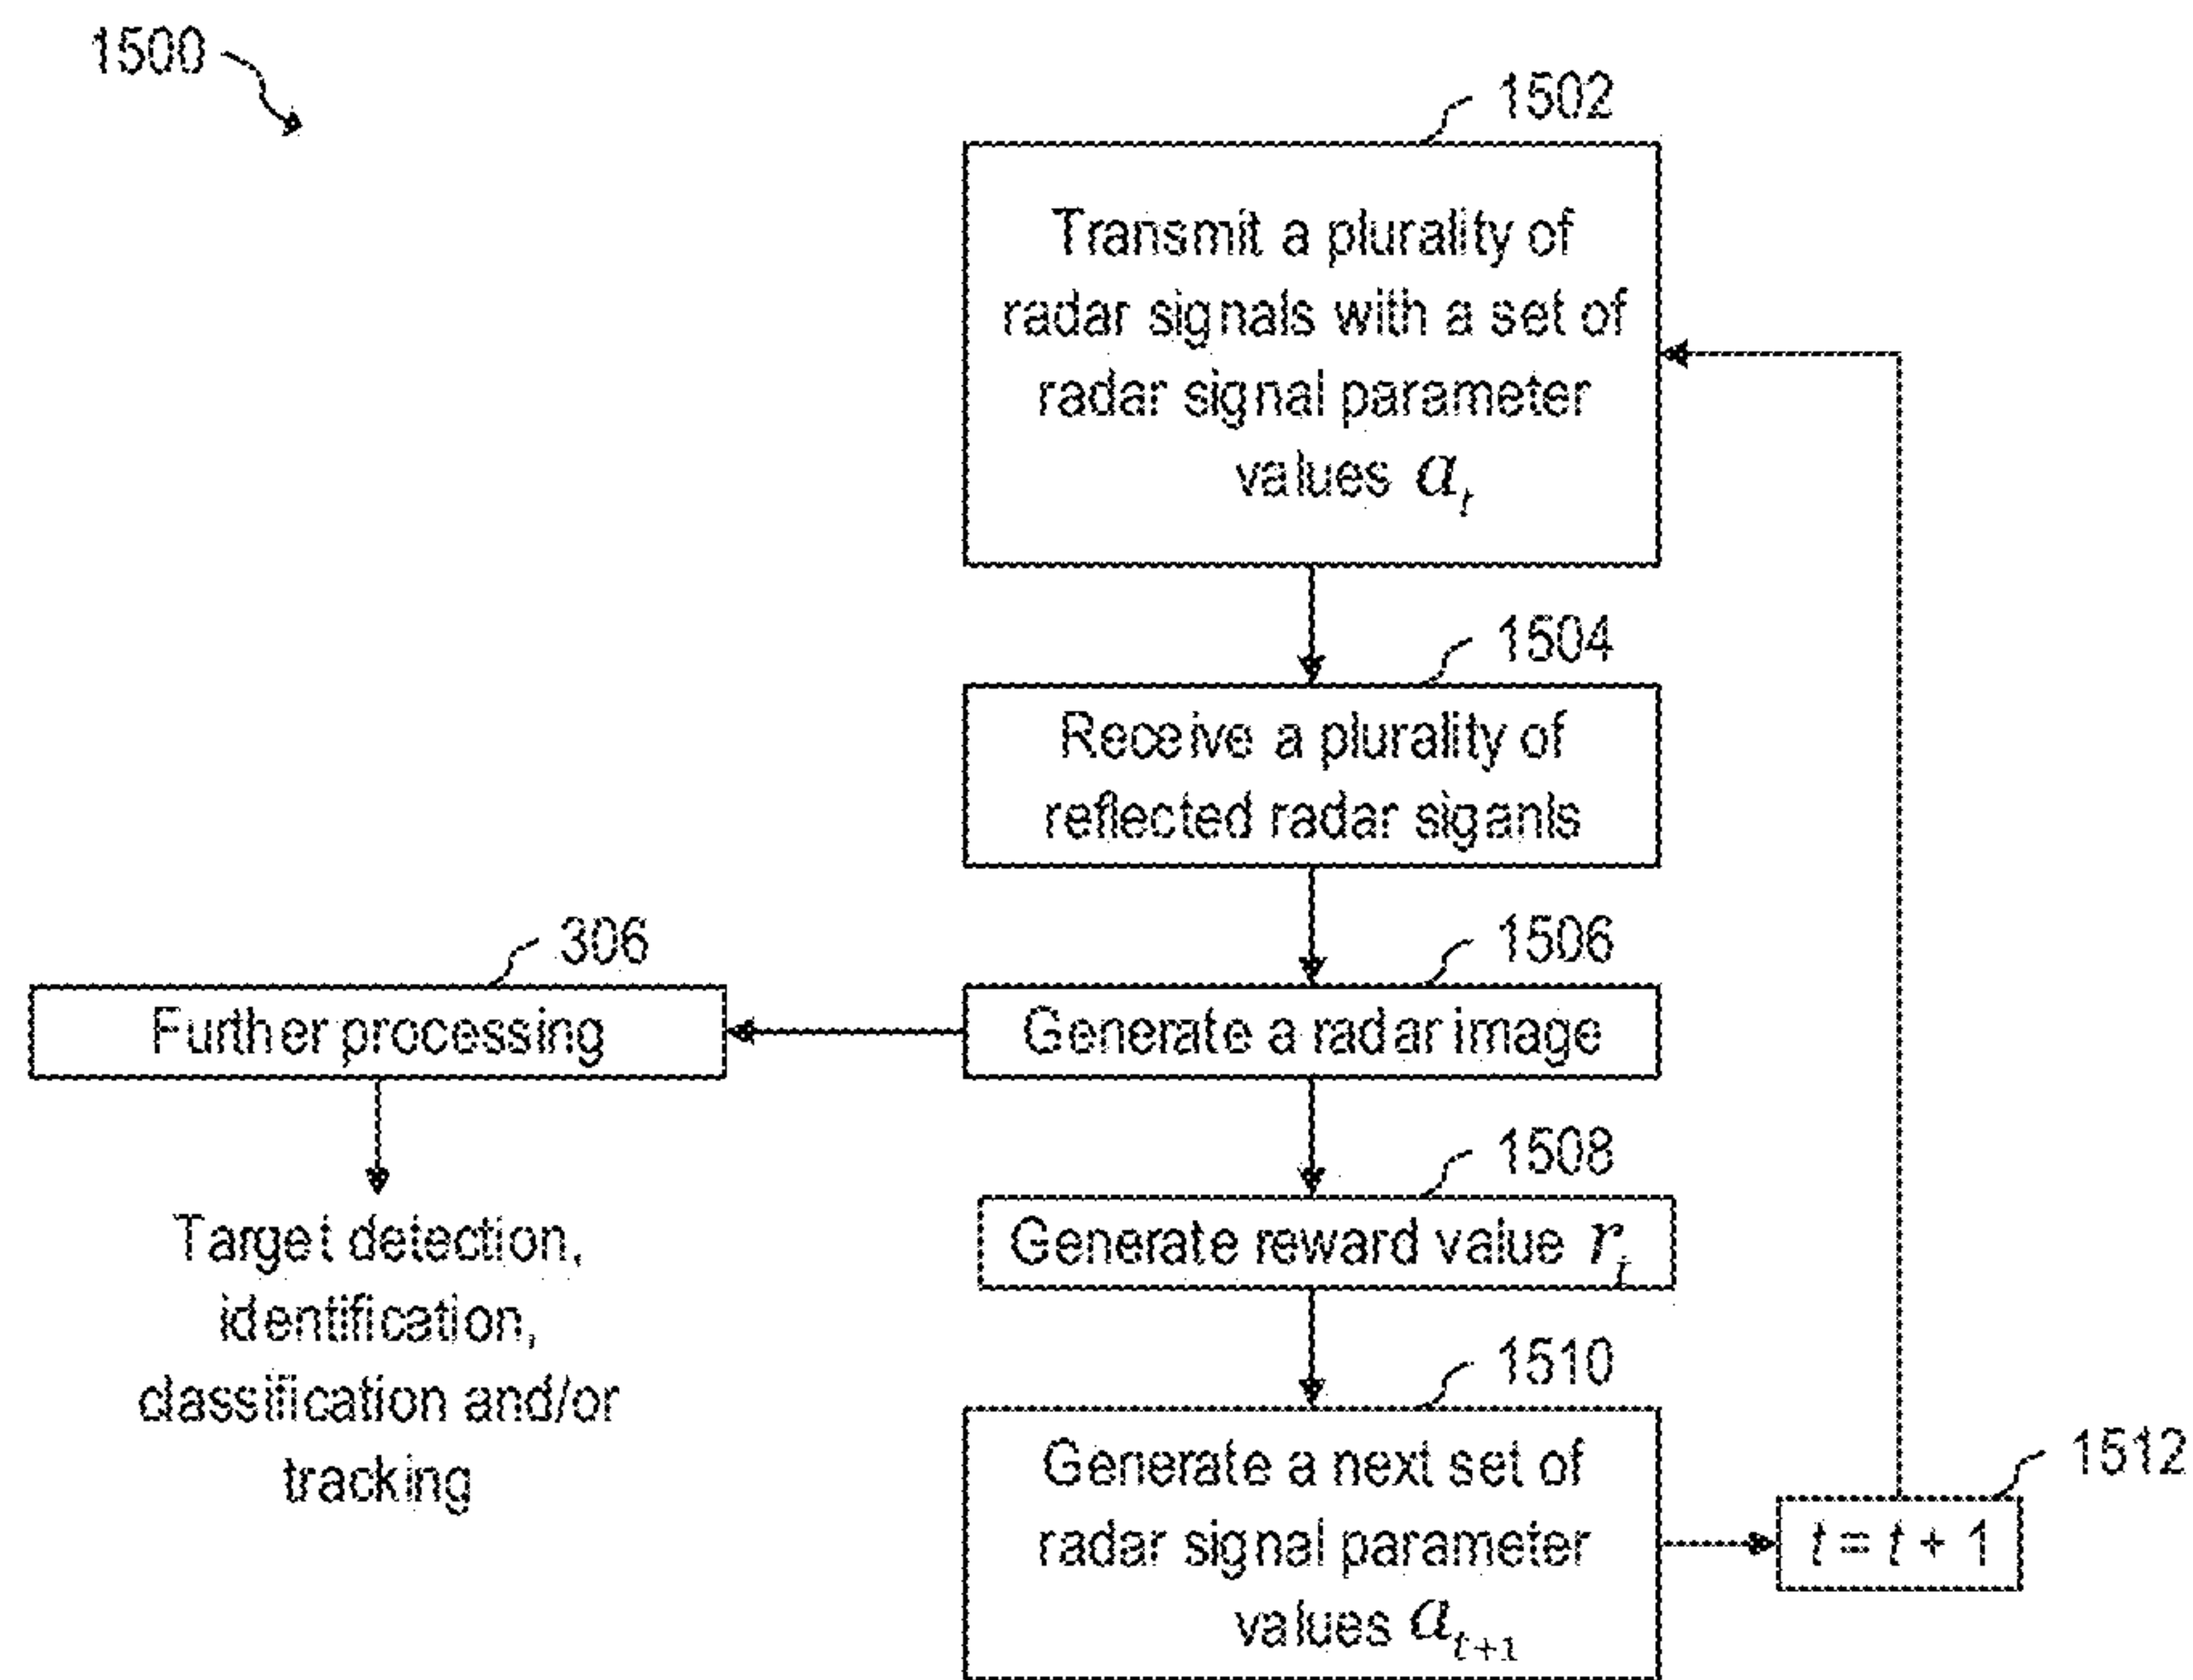 1500
1502
Transmit a plurality of
radar signals with a set of
radar signal parameter
values a_t
1504
Receive a plurality of
reflected radar siganls
306
1506
Further processing
Generate a radar image
1508
Generate reward value r_t
Target detection,
identification,
classification and/or
tracking
1510
Generate a next set of
radar signal parameter
values a_{t+1}
1512
t = t + 1